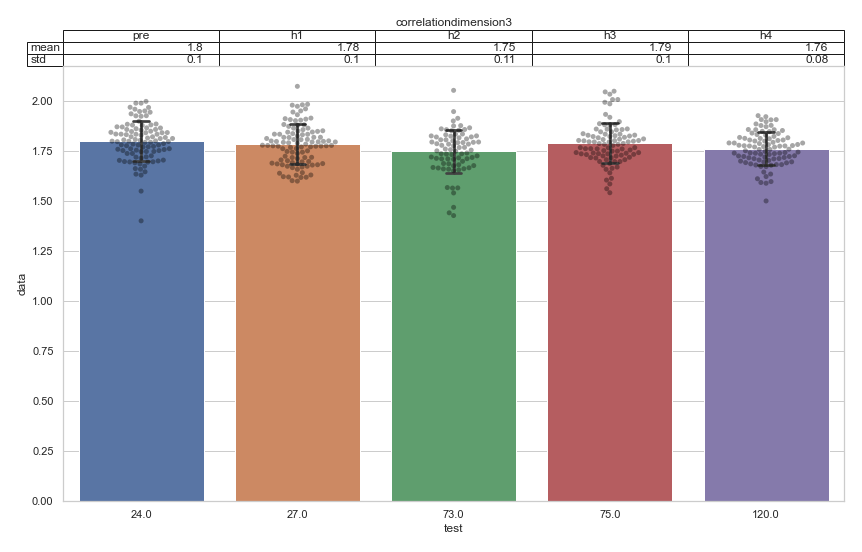 correlationdimension3
pre h1 h2 h3 h4
mean 1.8 1.78 1.75 1.79 1.76
std 0.1 0.1 0.11 0.1 0.08
2.00
1.75
1.50
1.25
1.00
0.75
0.50
0.25
0.00
data
24.0 27.0 73.0 75.0 120.0
test